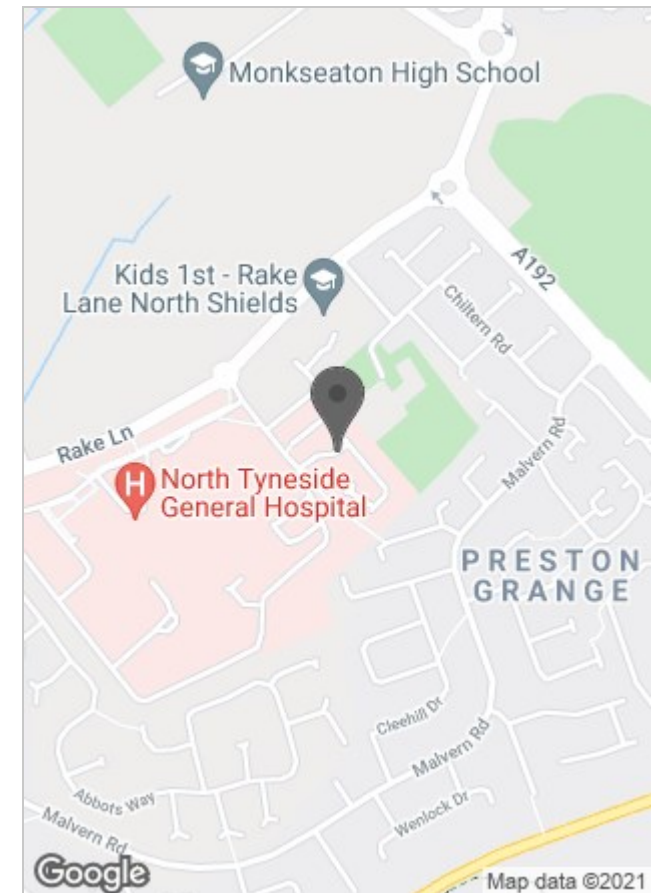 Monkseaton High School
Kids 1st - Rake
Lane North Shields
A192
Chiltern Rd
Rake Ln
Malvern Rd
H
North Tyneside
General Hospital
PRESTON
GRANGE
Cleehill Dr
Malvern Rd
Abbots Way
Wenlock Dr
Malvern Rd
Google
Map data ©2021